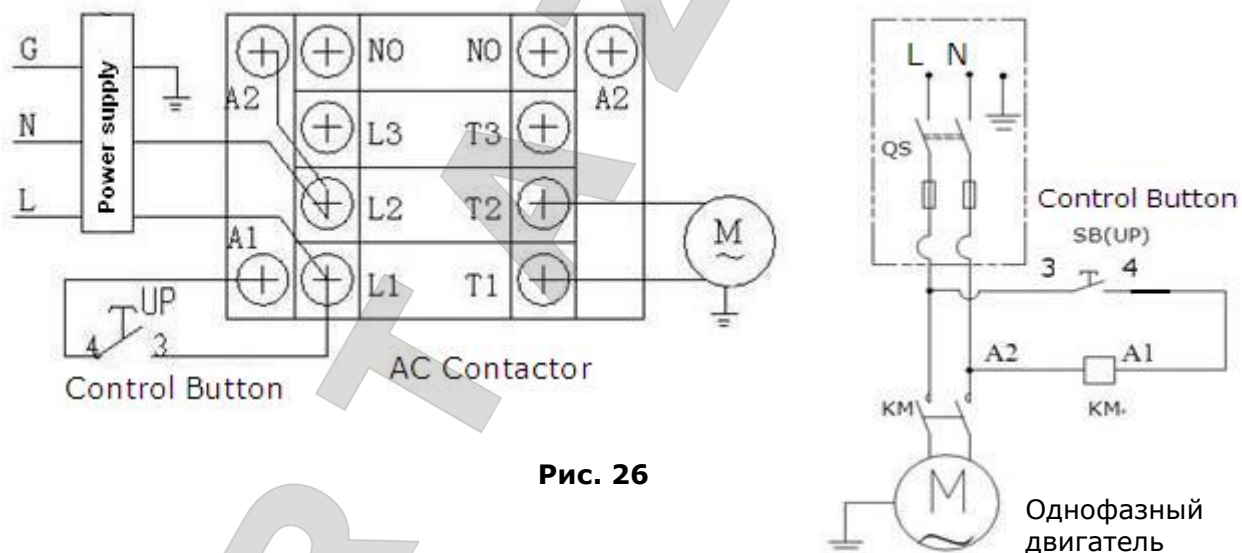 G
N
L
Power supply
A2
NO
NO
A2
L3
T3
L2
T2
A1
L1
T1
M
~
UP
4
3
Control Button
AC Contactor
Рис. 26
L N
QS
Control Button
SB(UP)
3
4
A2
A1
KM
KM.
M
Однофазный
двигатель